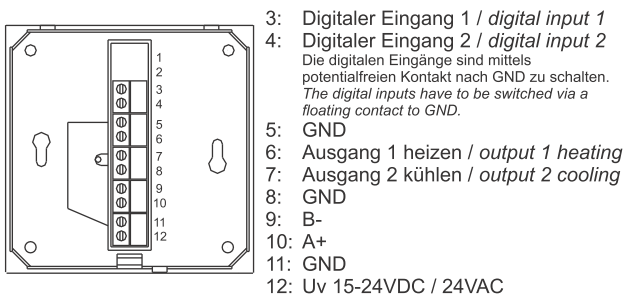 1
2
3
4
5
6
7
8
9
10
11
12
3: Digitaler Eingang 1 / digital input 1
4: Digitaler Eingang 2 / digital input 2
Die digitalen Eingänge sind mittels
potentialfreien Kontakt nach GND zu schalten.
The digital inputs have to be switched via a
floating contact to GND.
5: GND
6: Ausgang 1 heizen / output 1 heating
7: Ausgang 2 kühlen / output 2 cooling
8: GND
9: B-
10: A+
11: GND
12: Uv 15-24VDC / 24VAC